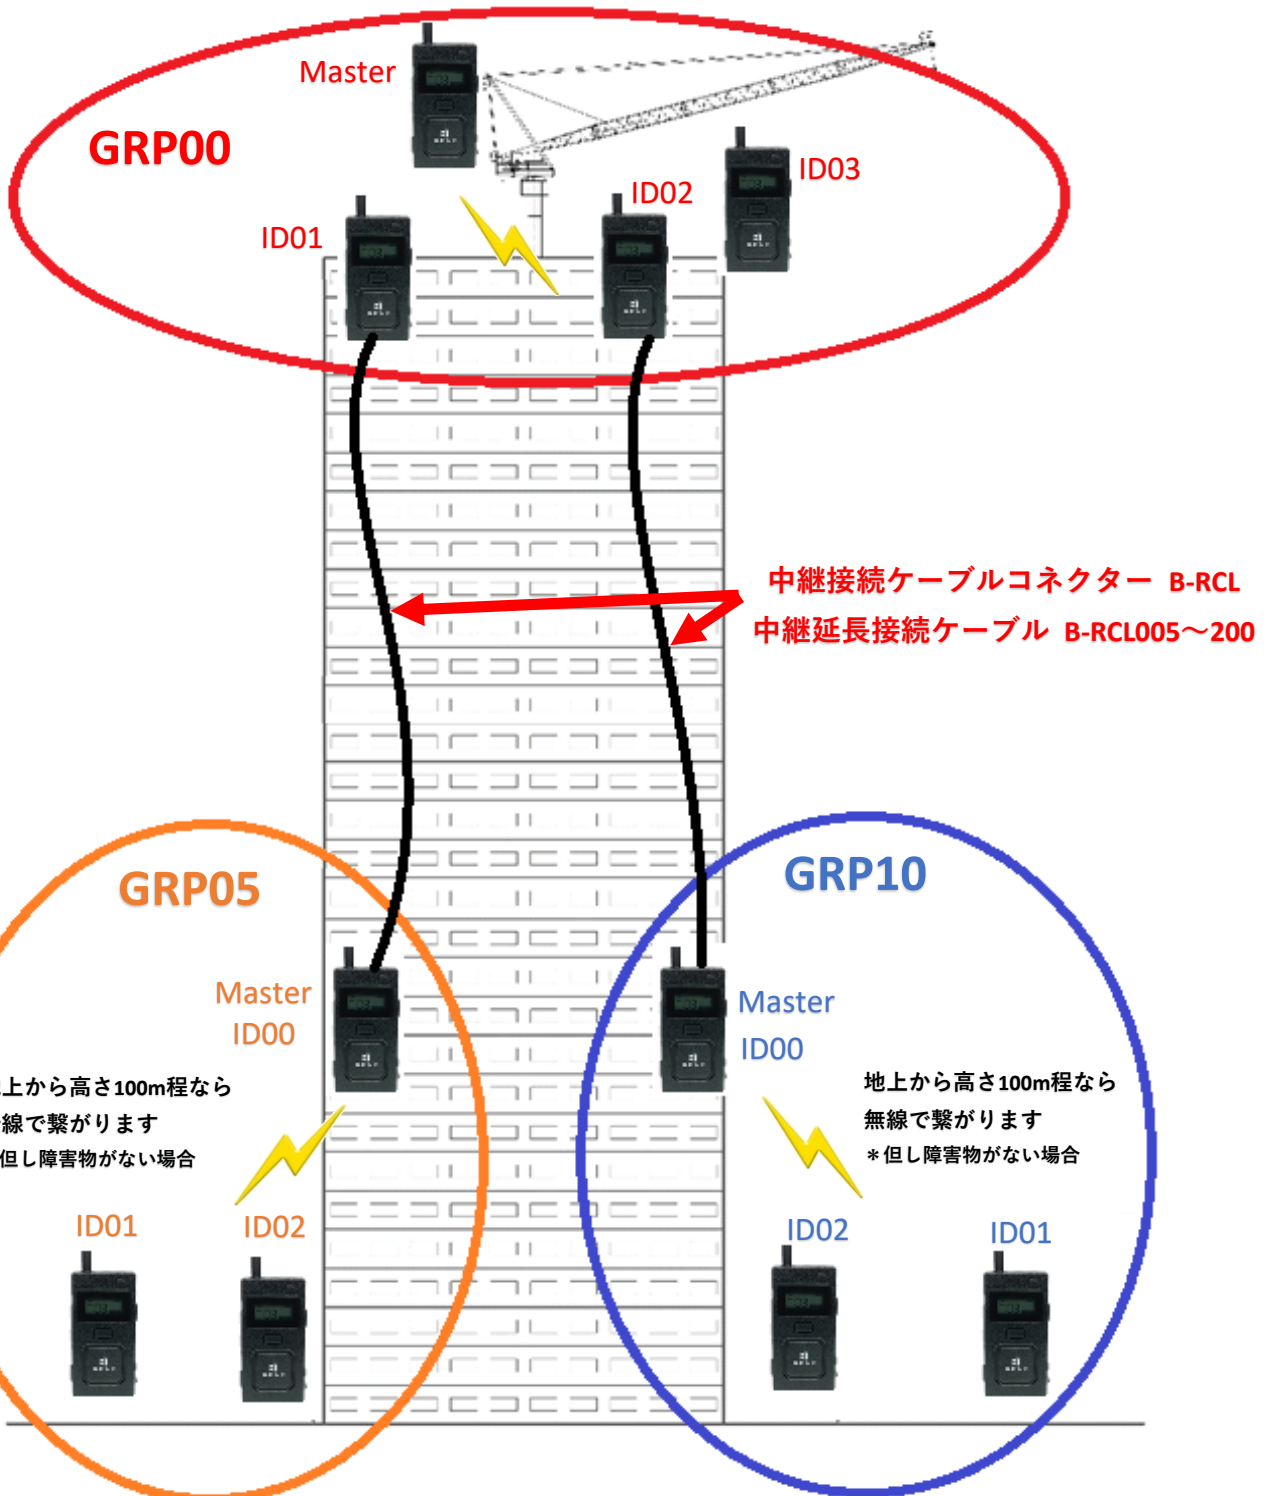 Master
GRP00
ID03
ID02
ID01
中継接続ケーブルコネクター B-RCL
中継延長接続ケーブル B-RCL005～200
GRP05
GRP10
Master
ID00
Master
ID00
上から高さ100m程なら
線で繋がります
但し障害物がない場合
地上から高さ100m程なら
無線で繋がります
＊但し障害物がない場合
ID01
ID02
ID02
ID01